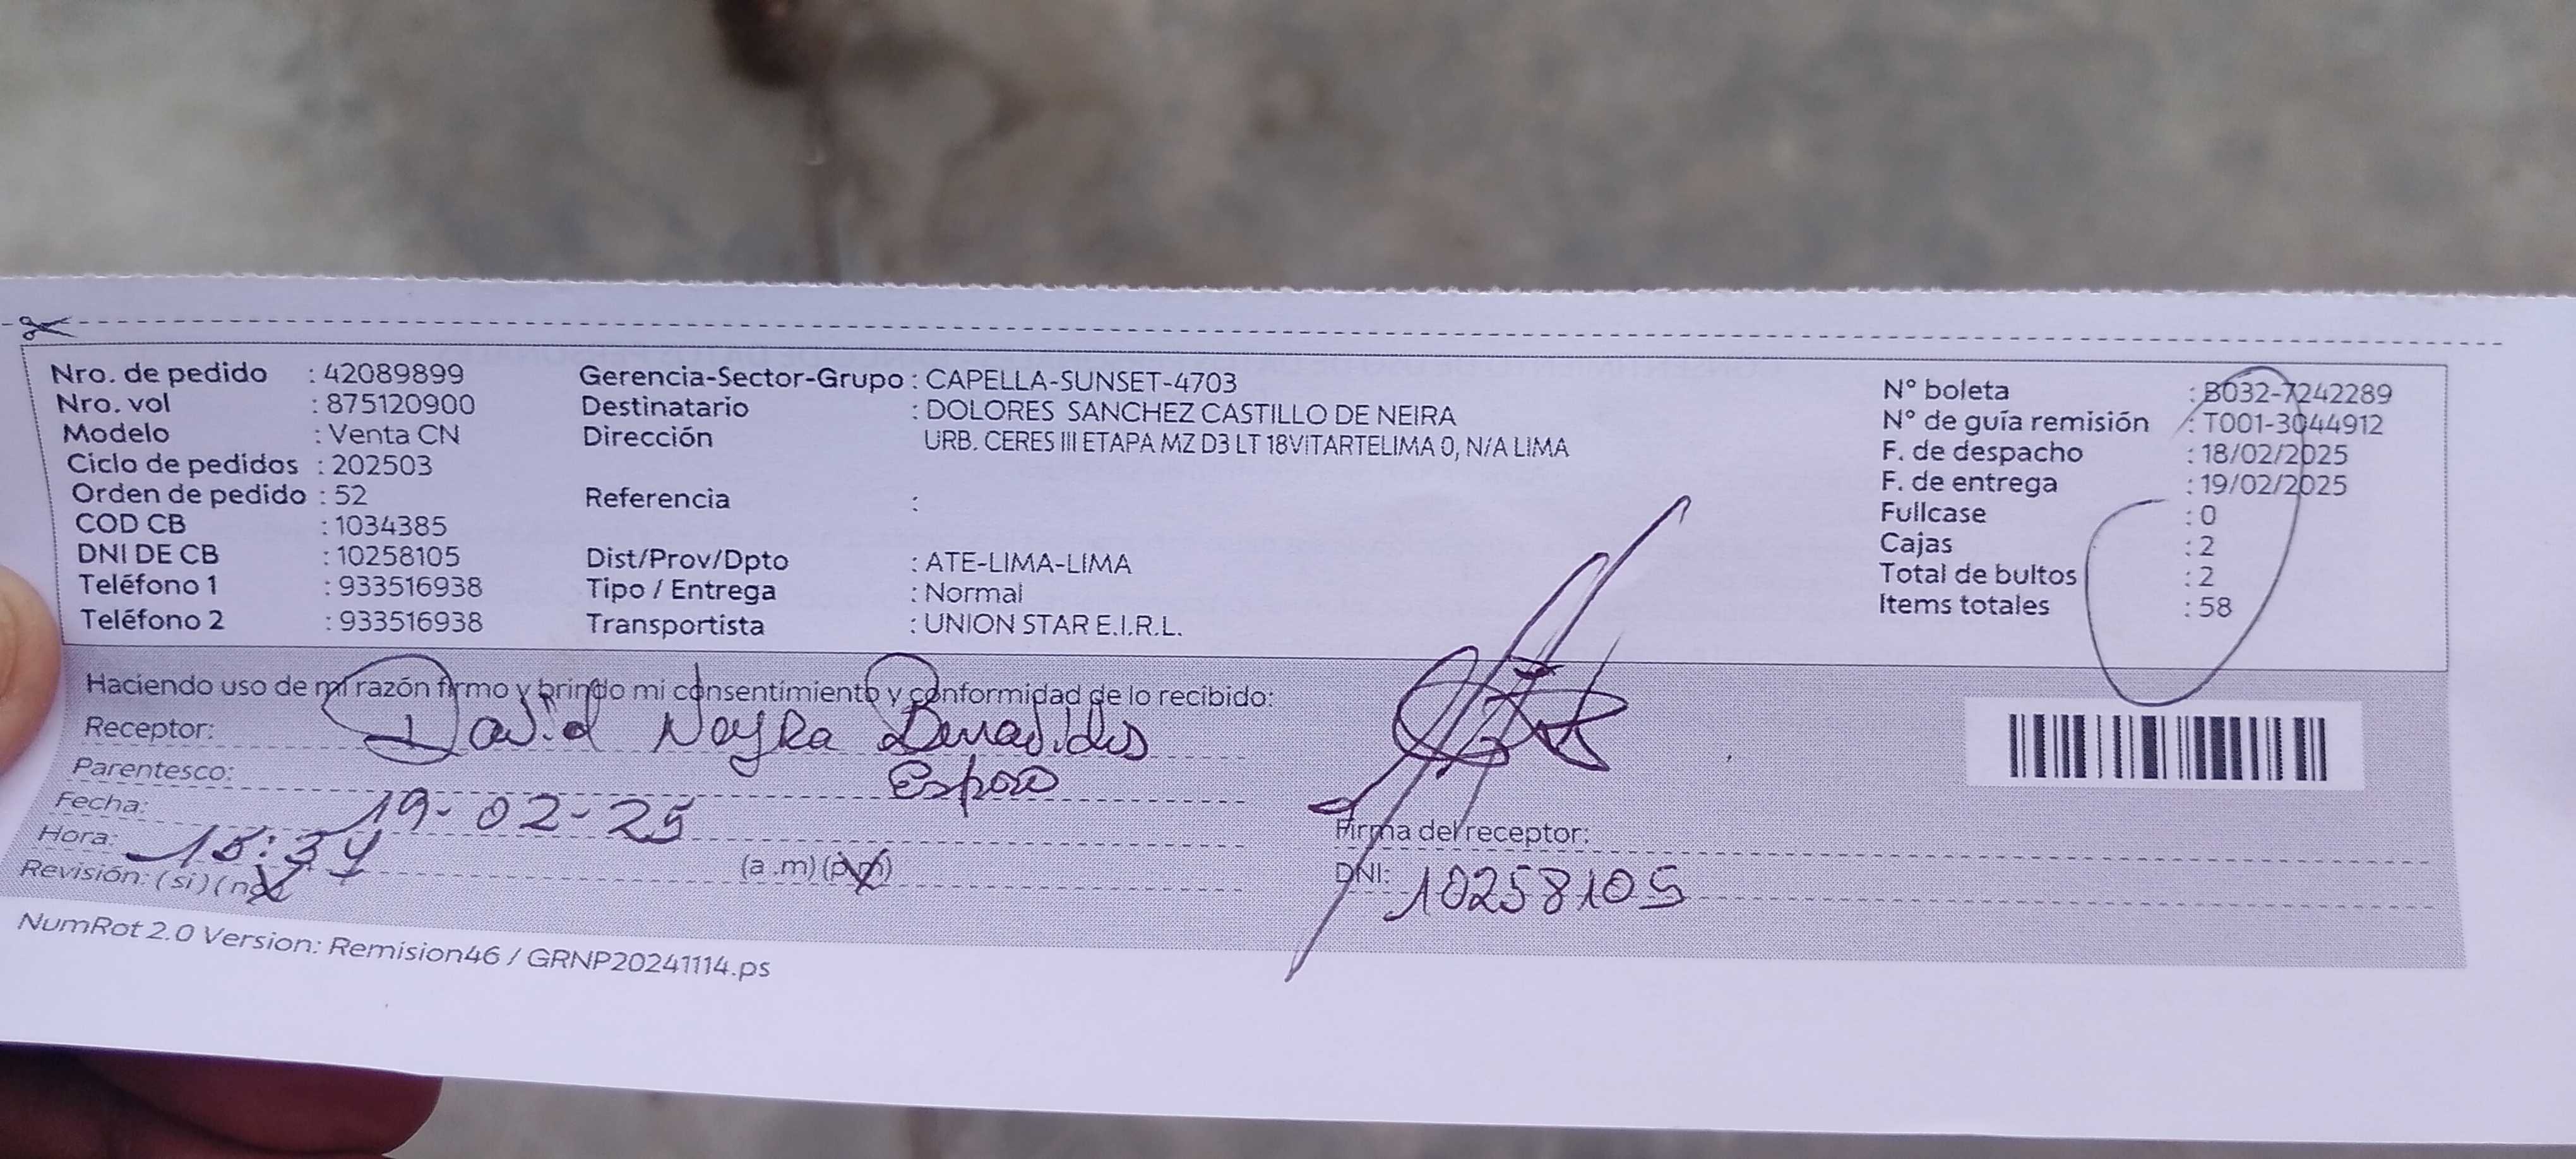 Nro. de pedido : 42089899
Nro. vol : 875120900
Modelo : Venta CN
Ciclo de pedidos : 202503
Orden de pedido : 52
COD CB : 1034385
DNI DE CB : 10258105
Teléfono 1 : 933516938
Teléfono 2 : 933516938
Gerencia-Sector-Grupo : CAPELLA-SUNSET-4703
Destinatario : DOLORES SANCHEZ CASTILLO DE NEIRA
Dirección URB. CERES III ETAPA MZ D3 LT 18VITARTELIMA 0, N/A LIMA
Referencia :
Dist/Prov/Dpto : ATE-LIMA-LIMA
Tipo / Entrega : Normal
Transportista : UNION STAR E.I.R.L.
N° boleta : B032-7242289
N° de guía remisión : T001-3044912
F. de despacho : 18/02/2025
F. de entrega : 19/02/2025
Fullcase : 0
Cajas : 2
Total de bultos : 2
Items totales : 58
Haciendo uso de mi razón firmo y brindo mi consentimiento y conformidad de lo recibido:
Receptor: David Neyra
Parentesco: Esposo
Fecha: 19-02-25
Hora: 15:34 (a.m) (p.m)
Revisión: (si) (no)
Firma del receptor:
DNI: 10258105
NumRot 2.0 Version: Remision46 / GRNP20241114.ps